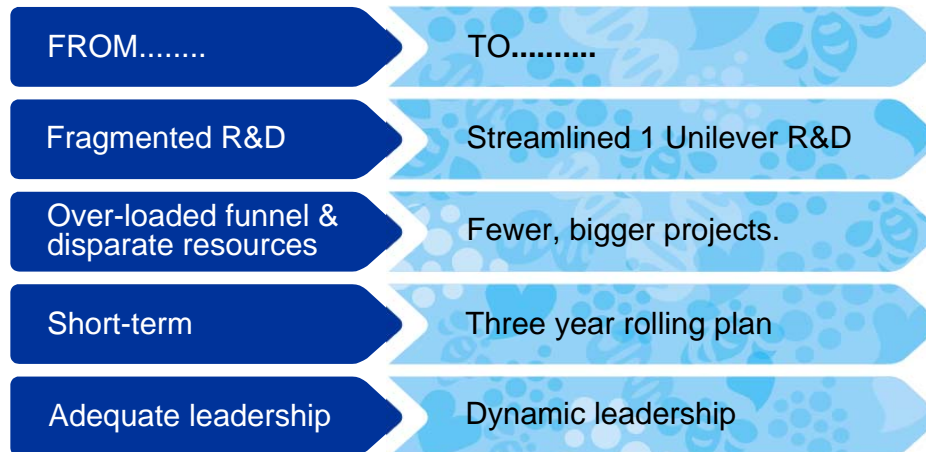 FROM........
TO..........
Fragmented R&D
Streamlined 1 Unilever R&D
Over-loaded funnel &
disparate resources
Fewer, bigger projects.
Short-term
Three year rolling plan
Adequate leadership
Dynamic leadership